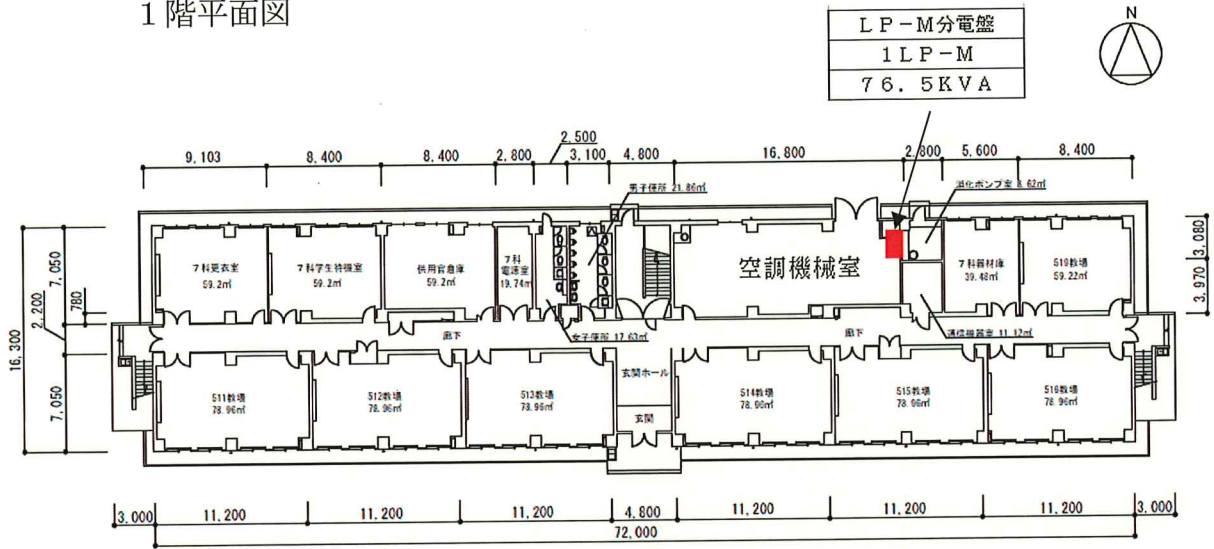 1階平面図
LP-M分電盤
1LP-M
76.5KVA
N
2,500
9,103
8,400
8,400
2,800
3,100
4,800
16,800
2,800
5,600
8,400
男子便所 21.86㎡
消化ポンプ室 8.62㎡
7科更衣室
59.2㎡
7科学生待機室
59.2㎡
供用官倉庫
59.2㎡
7科
電源室
19.74㎡
空調機械室
7科器材庫
39.48㎡
519教場
59.22㎡
16,300
7,050
2,200
780
7,050
3,080
3,970
廊下
女子便所 17.63㎡
廊下
通信機器室 11.12㎡
玄関ホール
玄関
511教場
78.96㎡
512教場
78.96㎡
513教場
78.96㎡
514教場
78.96㎡
515教場
78.96㎡
516教場
78.96㎡
3,000
11,200
11,200
11,200
4,800
11,200
11,200
11,200
3,000
72,000